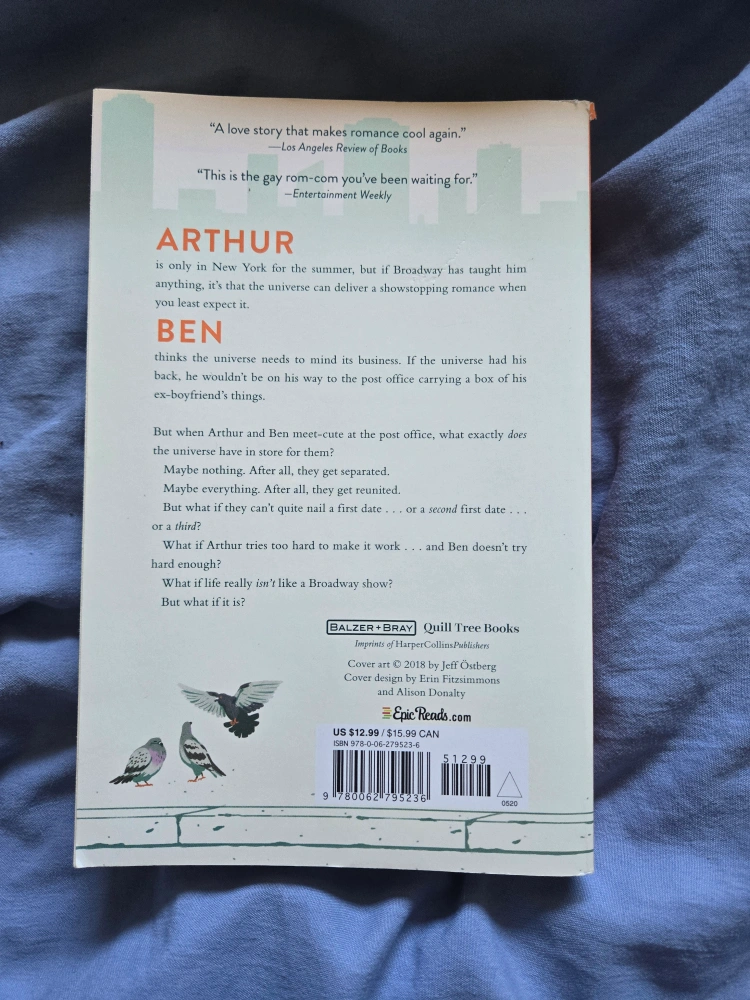 “A love story that makes romance cool again.”
—Los Angeles Review of Books
“This is the gay rom-com you’ve been waiting for.”
—Entertainment Weekly
ARTHUR
is only in New York for the summer, but if Broadway has taught him
anything, it’s that the universe can deliver a showstopping romance when
you least expect it.
BEN
thinks the universe needs to mind its business. If the universe had his
back, he wouldn’t be on his way to the post office carrying a box of his
ex-boyfriend’s things.
But when Arthur and Ben meet-cute at the post office, what exactly does
the universe have in store for them?
Maybe nothing. After all, they get separated.
Maybe everything. After all, they get reunited.
But what if they can’t quite nail a first date . . . or a second first date . . .
or a third?
What if Arthur tries too hard to make it work . . . and Ben doesn’t try
hard enough?
What if life really isn’t like a Broadway show?
But what if it is?
BALZER + BRAY Quill Tree Books
Imprints of HarperCollinsPublishers
Cover art © 2018 by Jeff Östberg
Cover design by Erin Fitzsimmons
and Alison Donalty
EpicReads.com
US $12.99 / $15.99 CAN
ISBN 978-0-06-279523-6
51299
9 780062 795236
0520